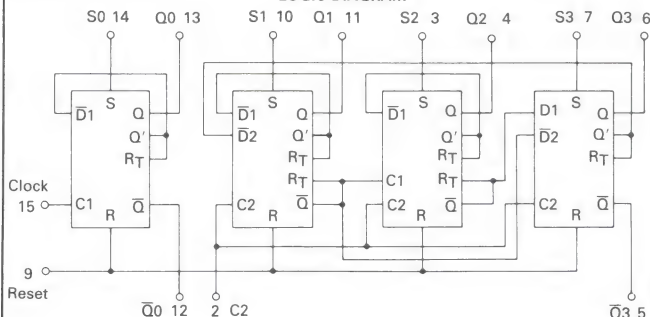 S0 14 Q0 13 S1 10 Q1 11 S2 3 Q2 4 S3 7 Q3 6
S S S S
D̅1 Q D̅1 Q D̅1 Q D1 Q
Q' D̅2 Q' Q' D̅2 Q'
RT RT RT RT
RT C1 RT
Clock
15 C1 Q̅ C2 Q̅ C2 Q̅ C2 Q̅
R R R R
9
Reset
Q̅0 12 2 C2 Q̅3 5